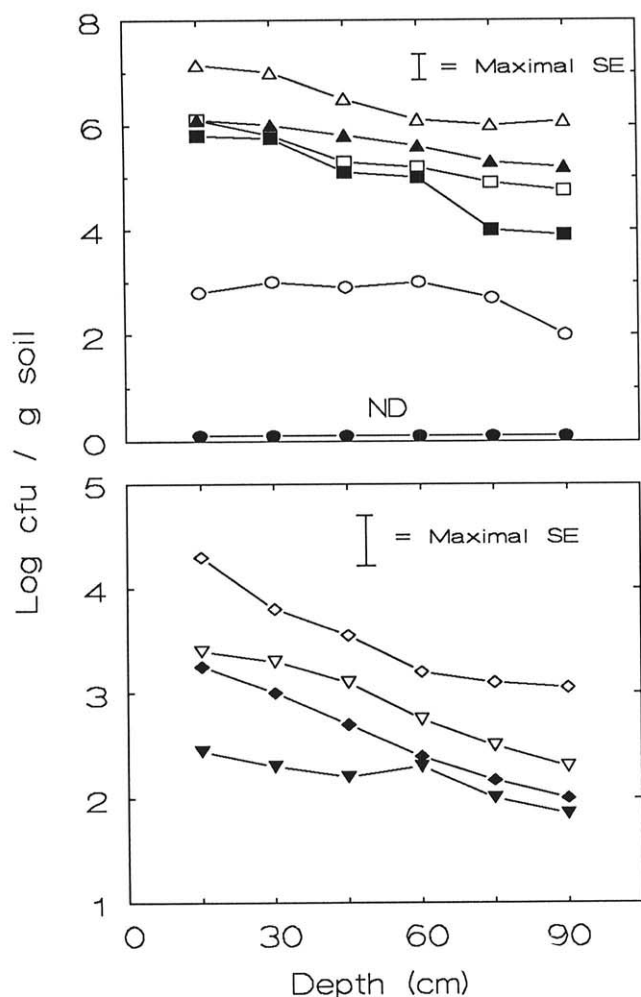 8
6
4
2
0
I = Maximal SE
ND
Log cfu / g soil
5
4
3
2
1
I = Maximal SE
0 30 60 90
Depth (cm)